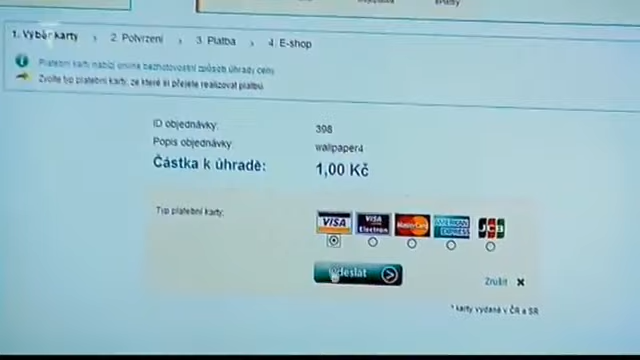 1. Výběr karty › 2. Potvrzení › 3. Platba › 4. E-shop
Platební karty nabízí online bezhotovostní způsob úhrady ceny
Zvolte typ platební karty, ze které si přejete realizovat platbu.
ID objednávky: 398
Popis objednávky: wallpaper4
Částka k úhradě: 1,00 Kč
Typ platební karty:
VISA VISA Electron MasterCard AMERICAN EXPRESS JCB
Odeslat
Zrušit
* karty vydané v ČR a SR